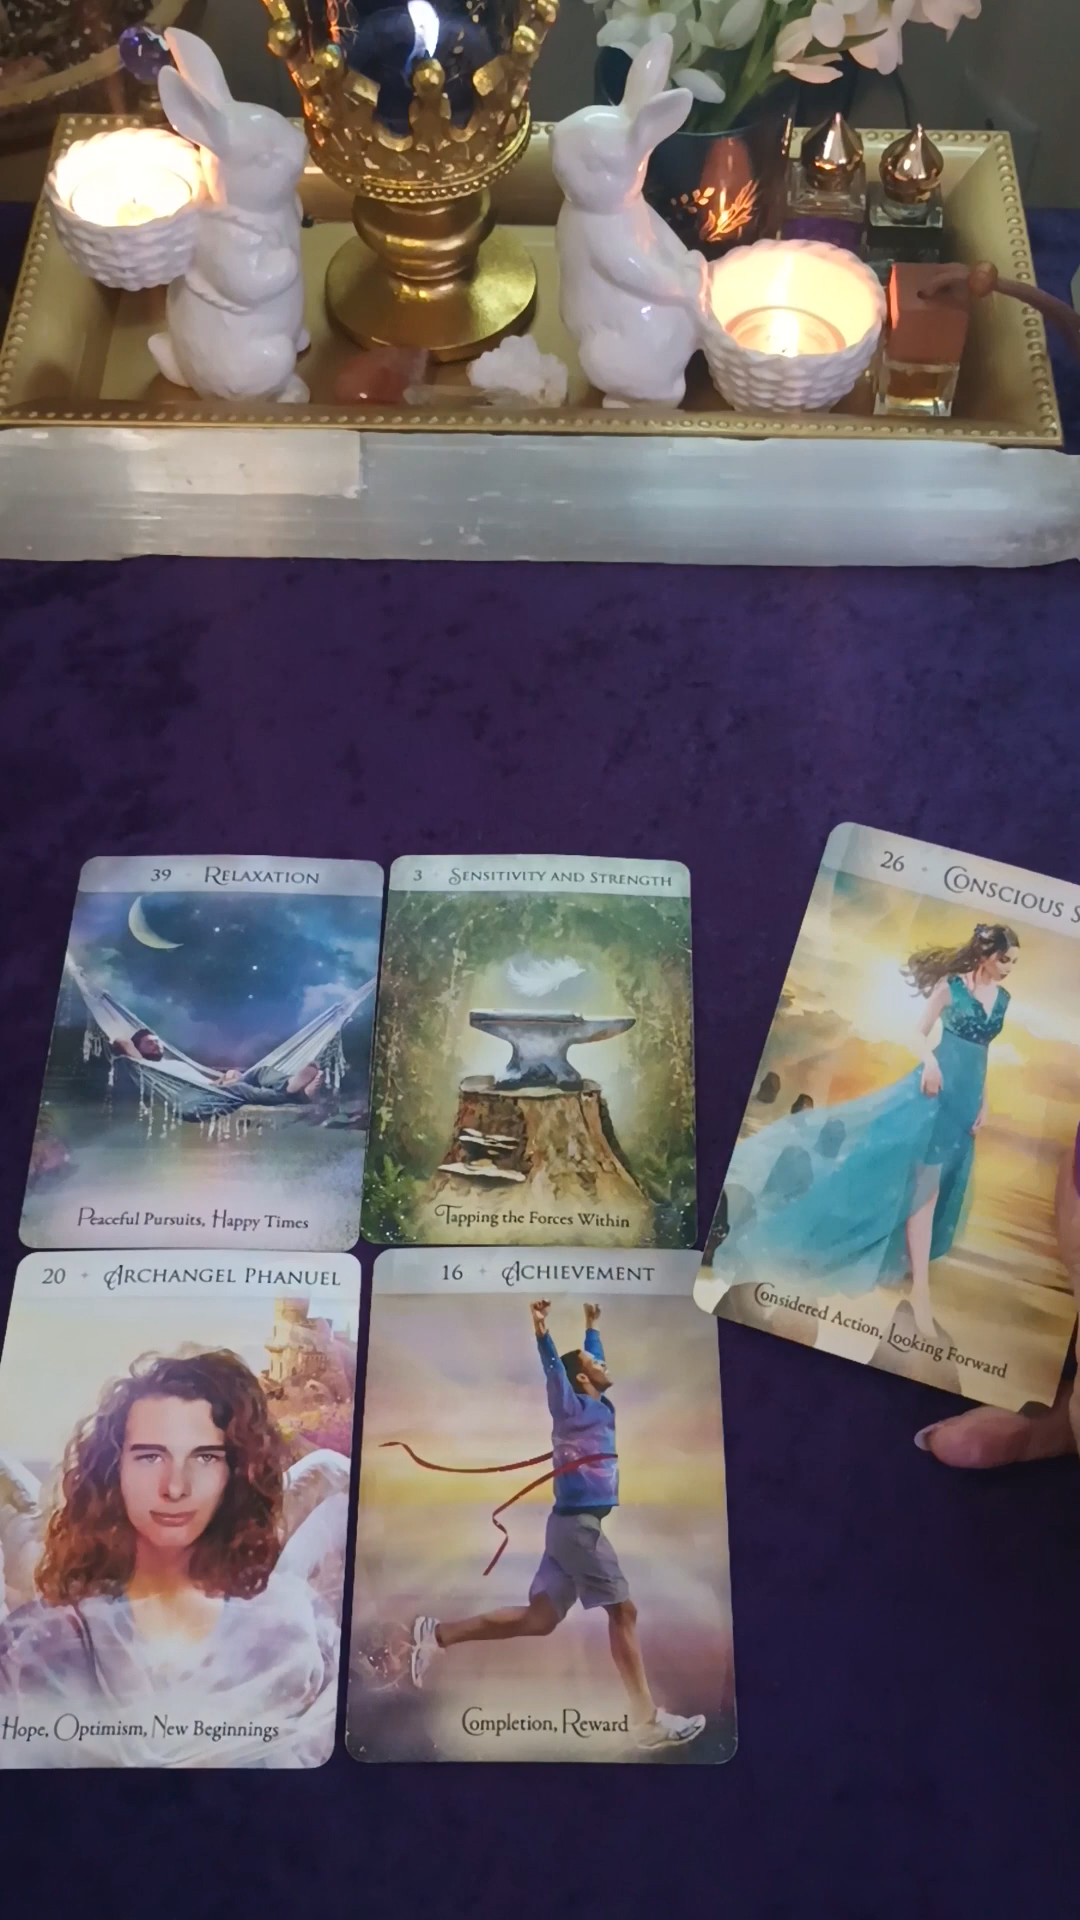 39 RELAXATION
Peaceful Pursuits, Happy Times
3 SENSITIVITY AND STRENGTH
Tapping the Forces Within
26 CONSCIOUS
Considered Action, Looking Forward
20 ARCHANGEL PHANUEL
Hope, Optimism, New Beginnings
16 ACHIEVEMENT
Completion, Reward